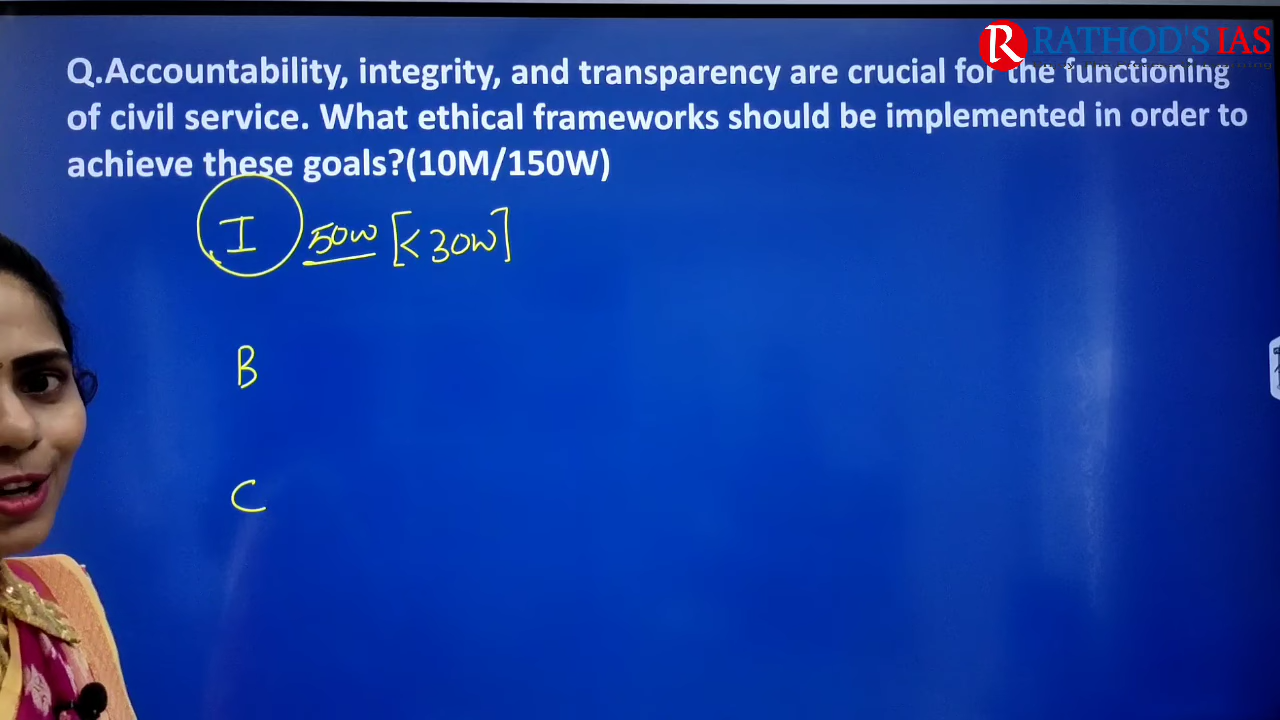 RATHOD'S IAS
Q.Accountability, integrity, and transparency are crucial for the functioning
of civil service. What ethical frameworks should be implemented in order to
achieve these goals?(10M/150W)
I 50W [<30W]
B
C